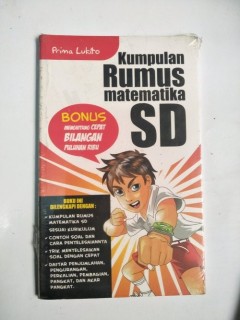 Prima Lukito
Kumpulan
Rumus
matematika
SD
BONUS
MENGHITUNG CEPAT
BILANGAN
PULUHAN RIBU
BUKU INI
DILENGKAPI DENGAN :
KUMPULAN RUMUS
MATEMATIKA SD
SESUAI KURIKULUM
CONTOH SOAL DAN
CARA PENYELESAIANNYA
TRIK MENYELESAIKAN
SOAL DENGAN CEPAT
DAFTAR PENJUMLAHAN,
PENGURANGAN,
PERKALIAN, PEMBAGIAN,
PANGKAT, DAN AKAR
PANGKAT.